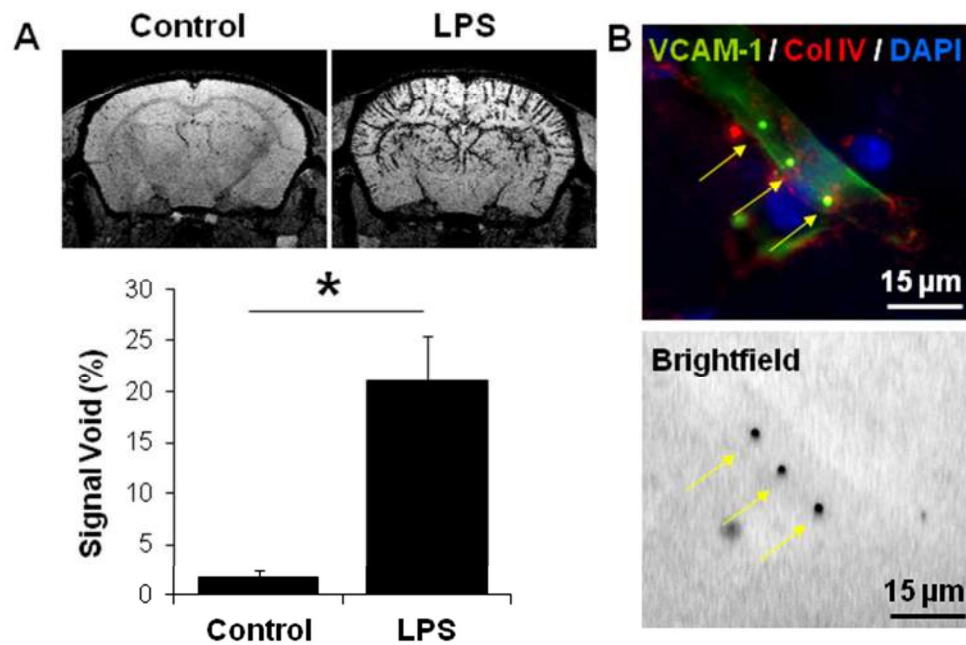 A
Control
LPS
Signal Void (%)
30
25
20
15
10
5
0
*
Control
LPS
B
VCAM-1 / Col IV / DAPI
15 µm
Brightfield
15 µm